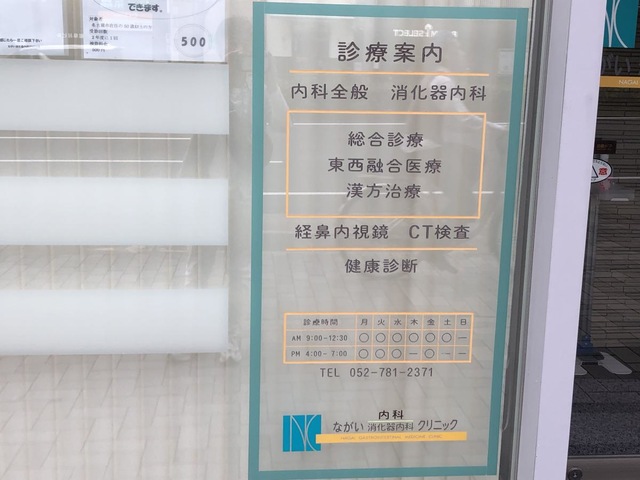 できます。
500
診療案内
内科全般 消化器内科
総合診療
東西融合医療
漢方治療
経鼻内視鏡 CT検査
健康診断
診療時間 月 火 水 木 金 土 日
AM 9:00-12:30 ○ ○ ○ ○ ○ ○ —
PM 4:00-7:00 ○ ○ ○ — ○ — —
TEL 052-781-2371
内科
ながい 消化器内科 クリニック